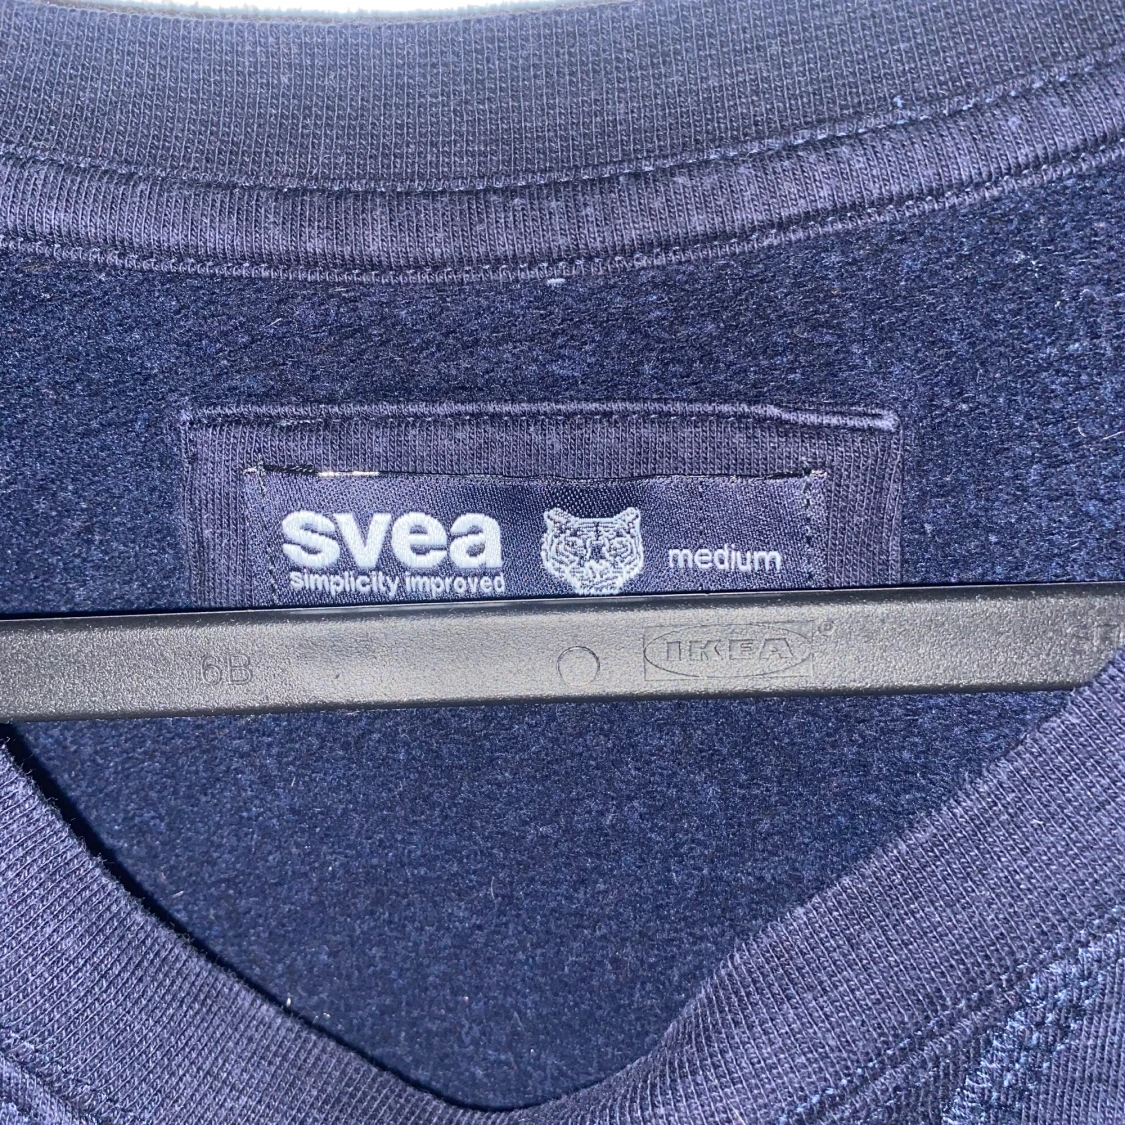 svea
simplicity improved
medium
6B
IKEA®